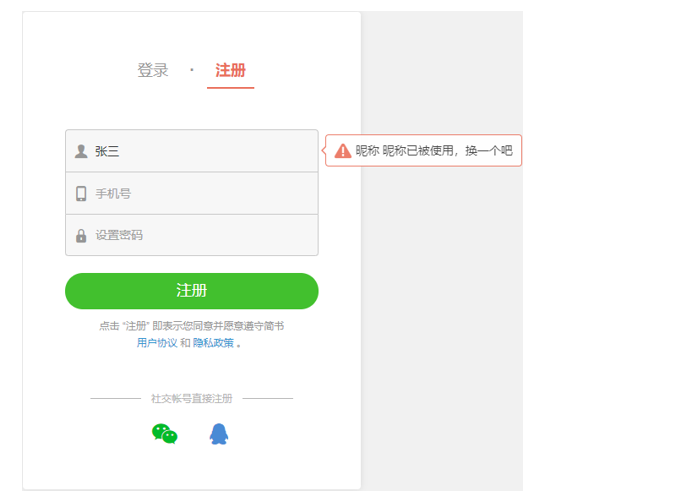 登录 · 注册
张三
昵称 昵称已被使用，换一个吧
手机号
设置密码
注册
点击 “注册” 即表示您同意并愿意遵守简书
用户协议 和 隐私政策 。
社交帐号直接注册